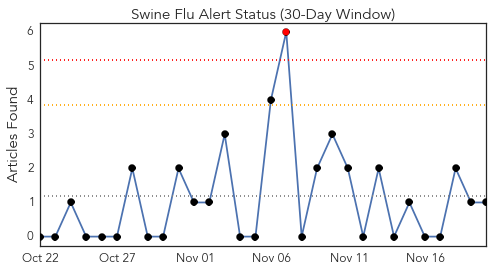 Swine Flu Alert Status (30-Day Window)
Articles Found
6
5
4
3
2
1
0
Oct 22 Oct 27 Nov 01 Nov 06 Nov 11 Nov 16